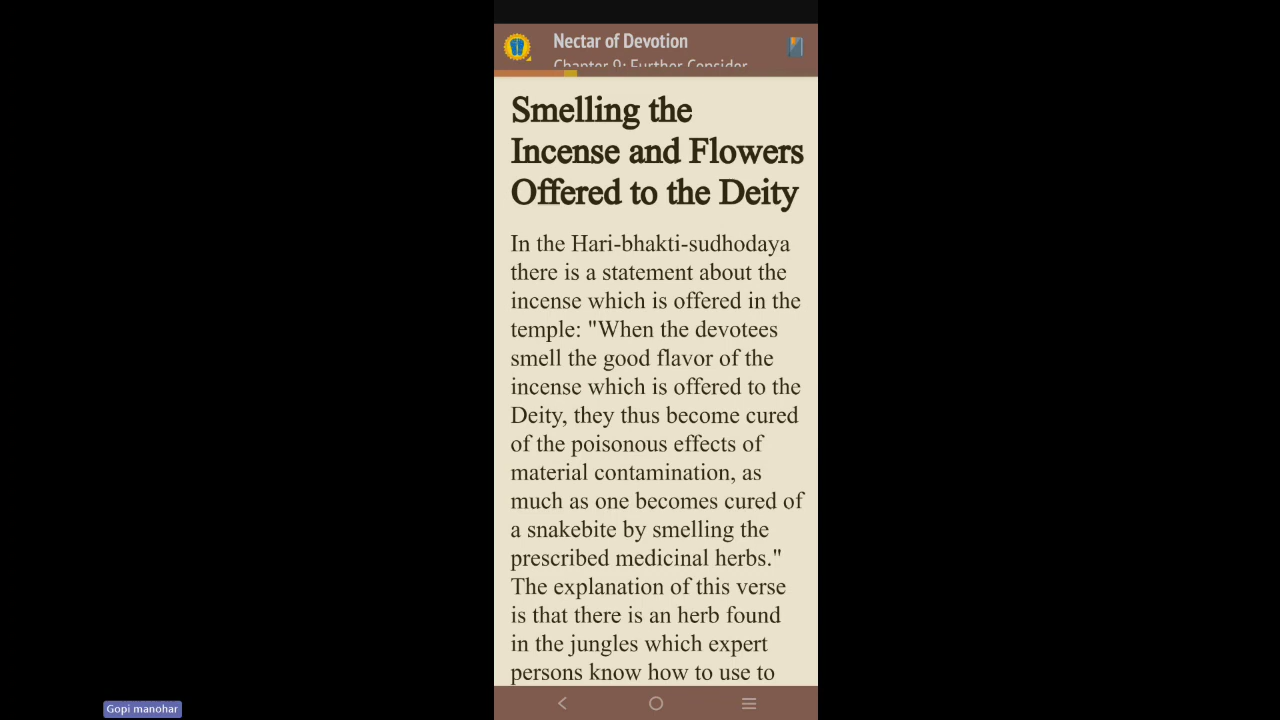 Nectar of Devotion
Chapter 9: Further Consider
Smelling the
Incense and Flowers
Offered to the Deity
In the Hari-bhakti-sudhodaya
there is a statement about the
incense which is offered in the
temple: "When the devotees
smell the good flavor of the
incense which is offered to the
Deity, they thus become cured
of the poisonous effects of
material contamination, as
much as one becomes cured of
a snakebite by smelling the
prescribed medicinal herbs."
The explanation of this verse
is that there is an herb found
in the jungles which expert
persons know how to use to
Gopi manohar